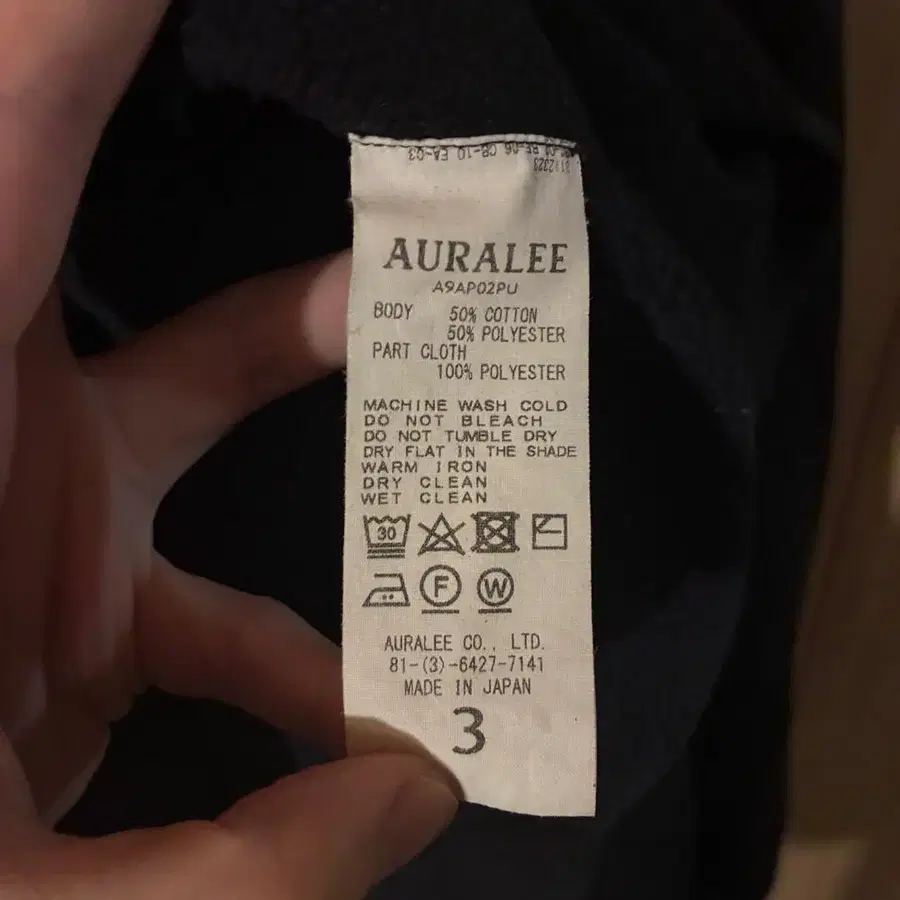 AURALEE
A9AP02PU
BODY 50% COTTON
50% POLYESTER
PART CLOTH
100% POLYESTER
MACHINE WASH COLD
DO NOT BLEACH
DO NOT TUMBLE DRY
DRY FLAT IN THE SHADE
WARM IRON
DRY CLEAN
WET CLEAN
30
F W
AURALEE CO., LTD.
81-(3)-6427-7141
MADE IN JAPAN
3